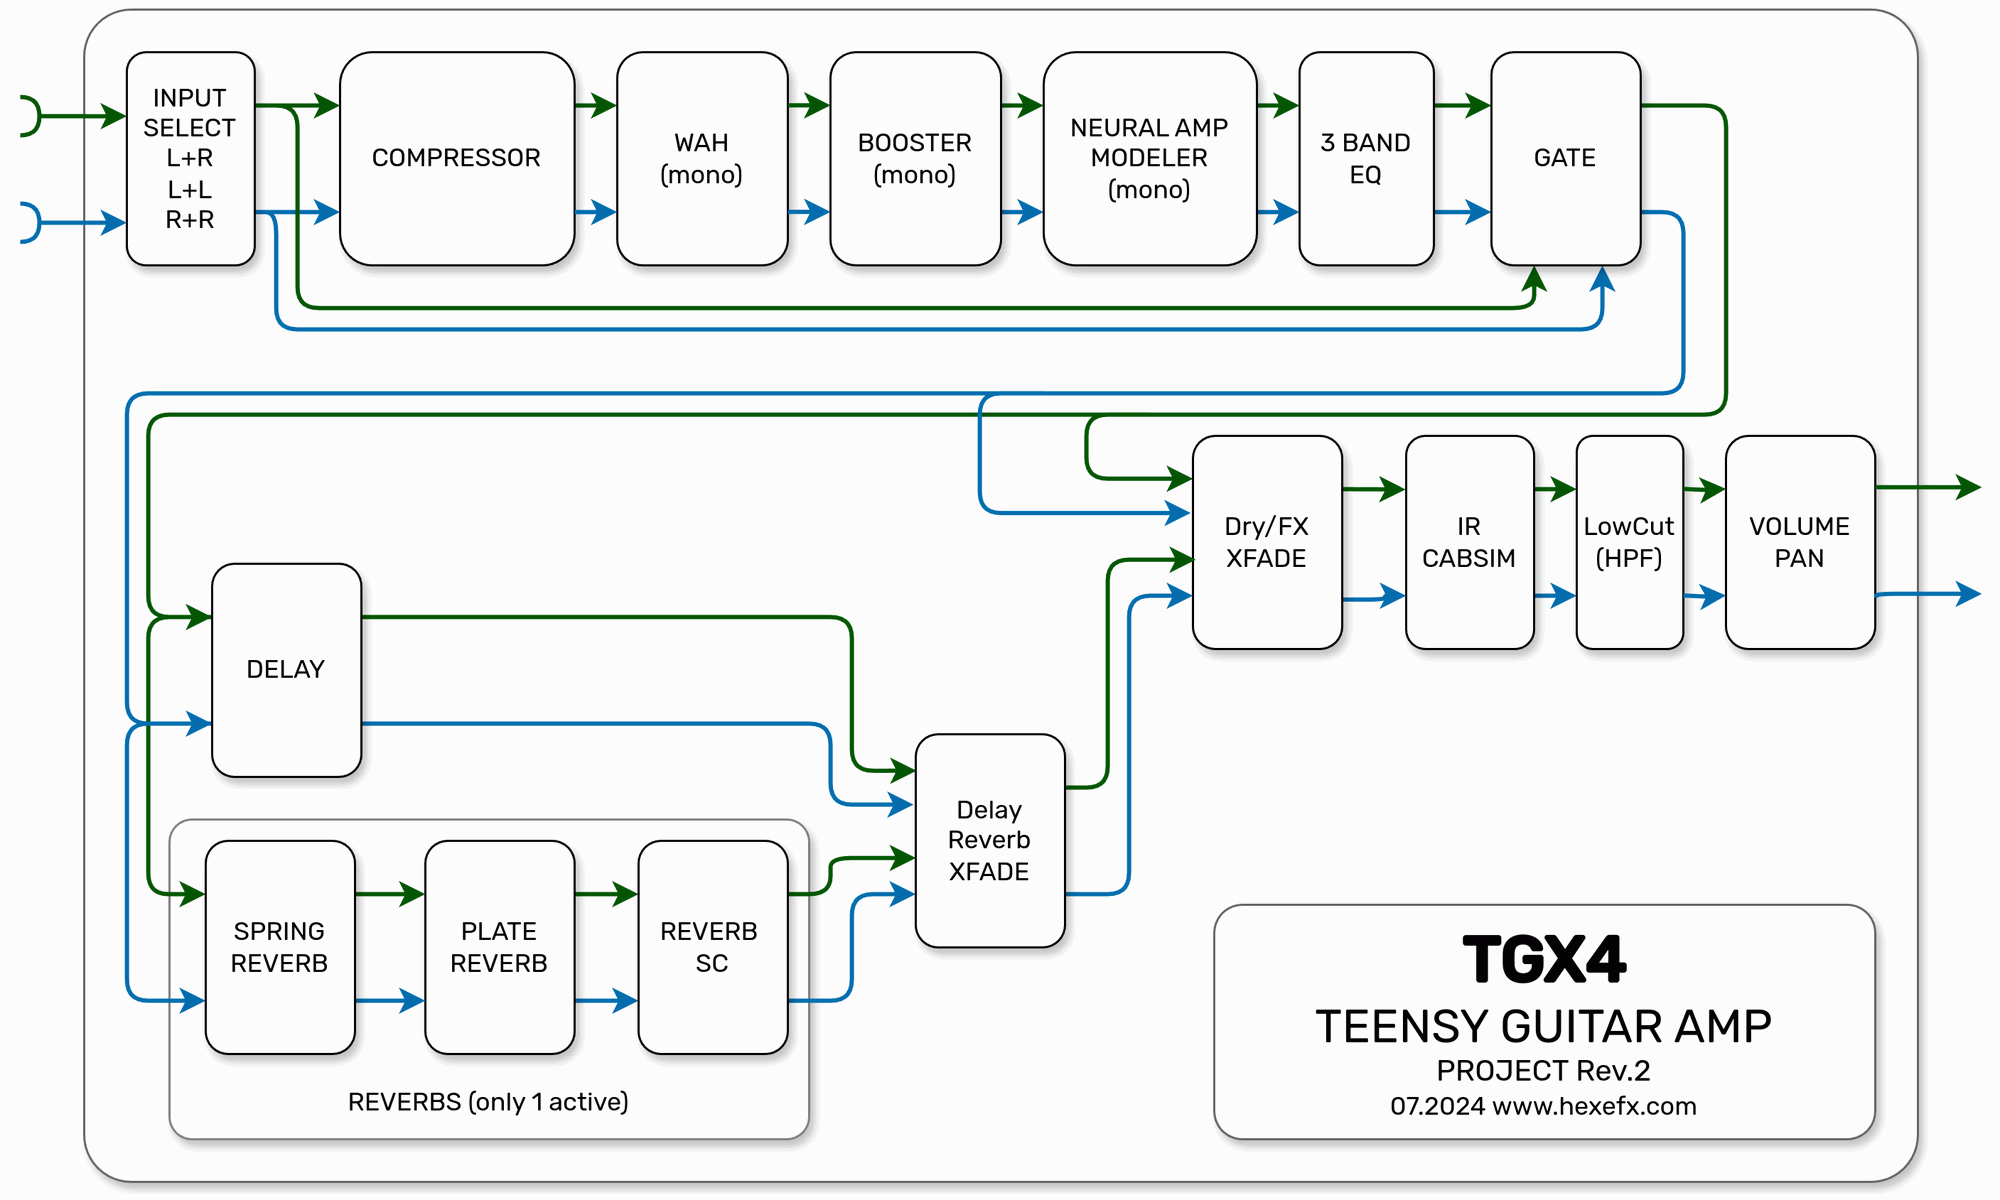 INPUT
SELECT
L+R
L+L
R+R
COMPRESSOR
WAH
(mono)
BOOSTER
(mono)
NEURAL AMP
MODELER
(mono)
3 BAND
EQ
GATE
Dry/FX
XFADE
IR
CABSIM
LowCut
(HPF)
VOLUME
PAN
DELAY
Delay
Reverb
XFADE
SPRING
REVERB
PLATE
REVERB
REVERB
SC
REVERBS (only 1 active)
TGX4
TEENSY GUITAR AMP
PROJECT Rev.2
07.2024 www.hexefx.com